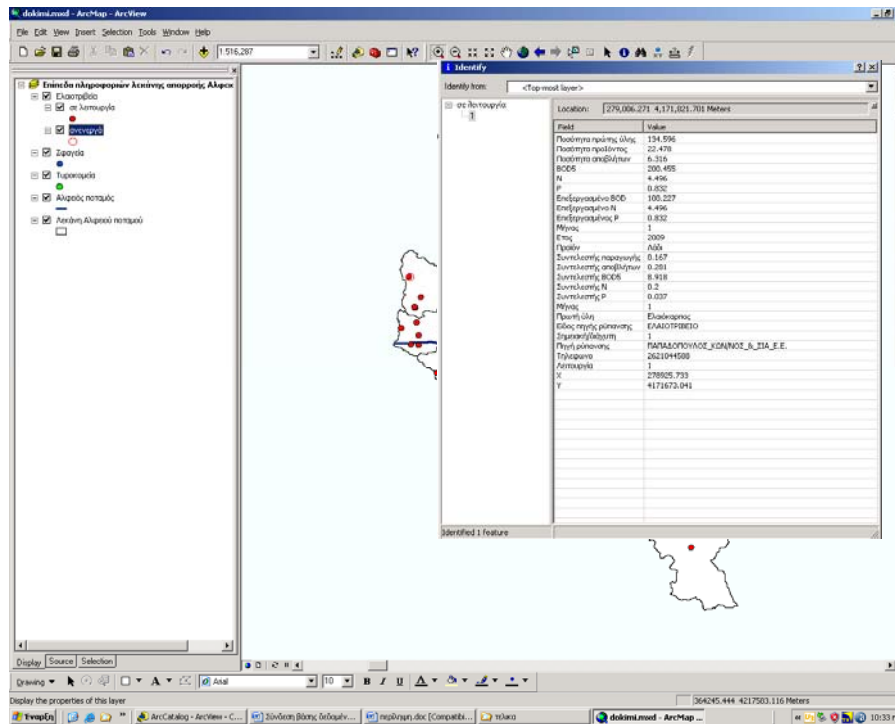 dokimi.mxd - ArcMap - ArcView
File Edit View Insert Selection Tools Window Help
1:516,287
Επίπεδα πληροφοριών λεκάνης απορροής Αλφει
Ελαιοτριβεία
σε λειτουργία
ανενεργά
Σφαγεία
Τυροκομεία
Αλφειός ποταμός
Λεκάνη Αλφειού ποταμού
Identify
Identify from: <Top-most layer>
σε λειτουργία
1
Location: 279,006.271 4,171,821.701 Meters
Field Value
Ποσότητα πρώτης ύλης 134.596
Ποσότητα προϊόντος 22.478
Ποσότητα αποβλήτων 6.316
BOD5 200.455
N 4.496
P 0.832
Επεξεργασμένο BOD 100.227
Επεξεργασμένο N 4.496
Επεξεργασμένος P 0.832
Μήνας 1
Ετος 2009
Προϊόν Λάδι
Συντελεστής παραγωγής 0.167
Συντελεστής αποβλήτων 0.281
Συντελεστής BOD5 8.918
Συντελεστής N 0.2
Συντελεστής P 0.037
Μήνας 1
Πρωτή ύλη Ελαιόκαρπος
Είδος πηγής ρύπανσης ΕΛΑΙΟΤΡΙΒΕΙΟ
Σημειακή/διάχυτη 1
Πηγή ρύπανσης ΠΑΠΑΔΟΠΟΥΛΟΣ_ΚΩΝ/ΝΟΣ_&_ΣΙΑ_Ε.Ε.
Τηλεφωνο 2621044588
Λειτουργία 1
X 278925.733
Y 4171673.041
Identified 1 feature
Display Source Selection
Drawing Arial 10 B I U A
Display the properties of this layer 364245.444 4217583.116 Meters
Έναρξη ArcCatalog - ArcView - C... Σύνδεση βάσης δεδομέν... περίληψη.doc [Compatibi... τελικο dokimi.mxd - ArcMap ... 10:33